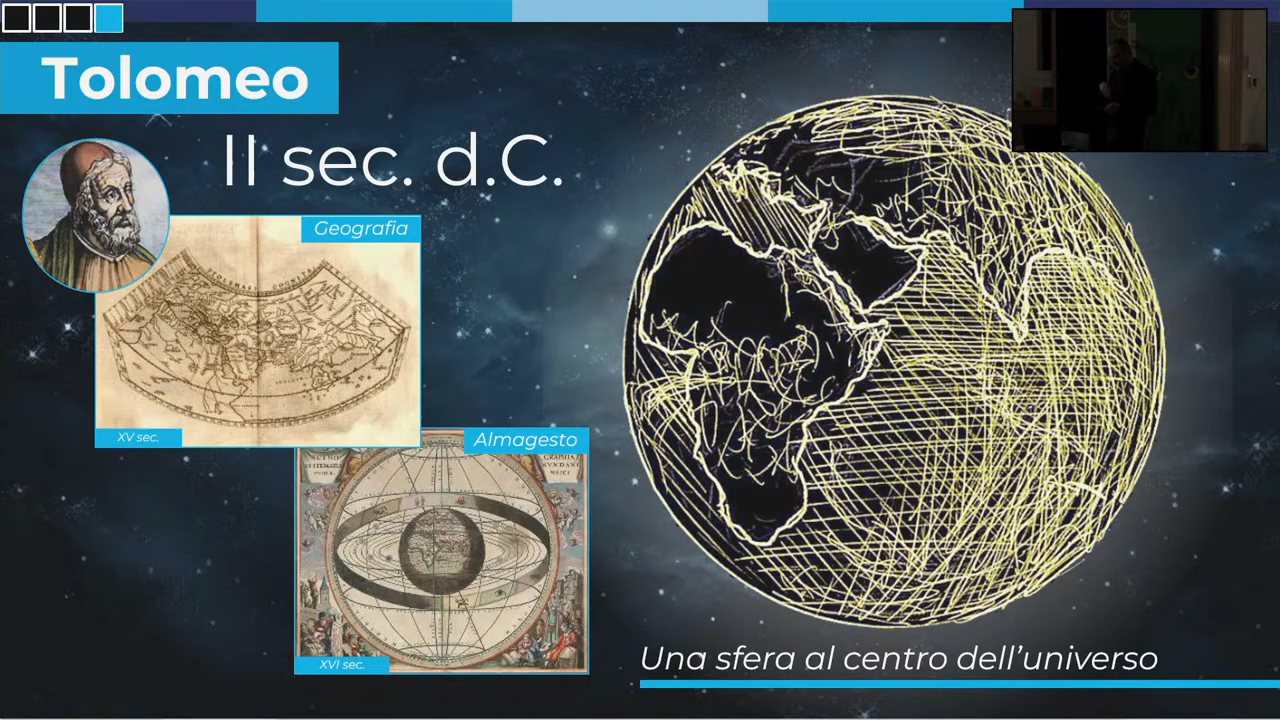 Tolomeo
II sec. d.C.
Geografia
XV sec.
Almagesto
XVI sec.
Una sfera al centro dell'universo